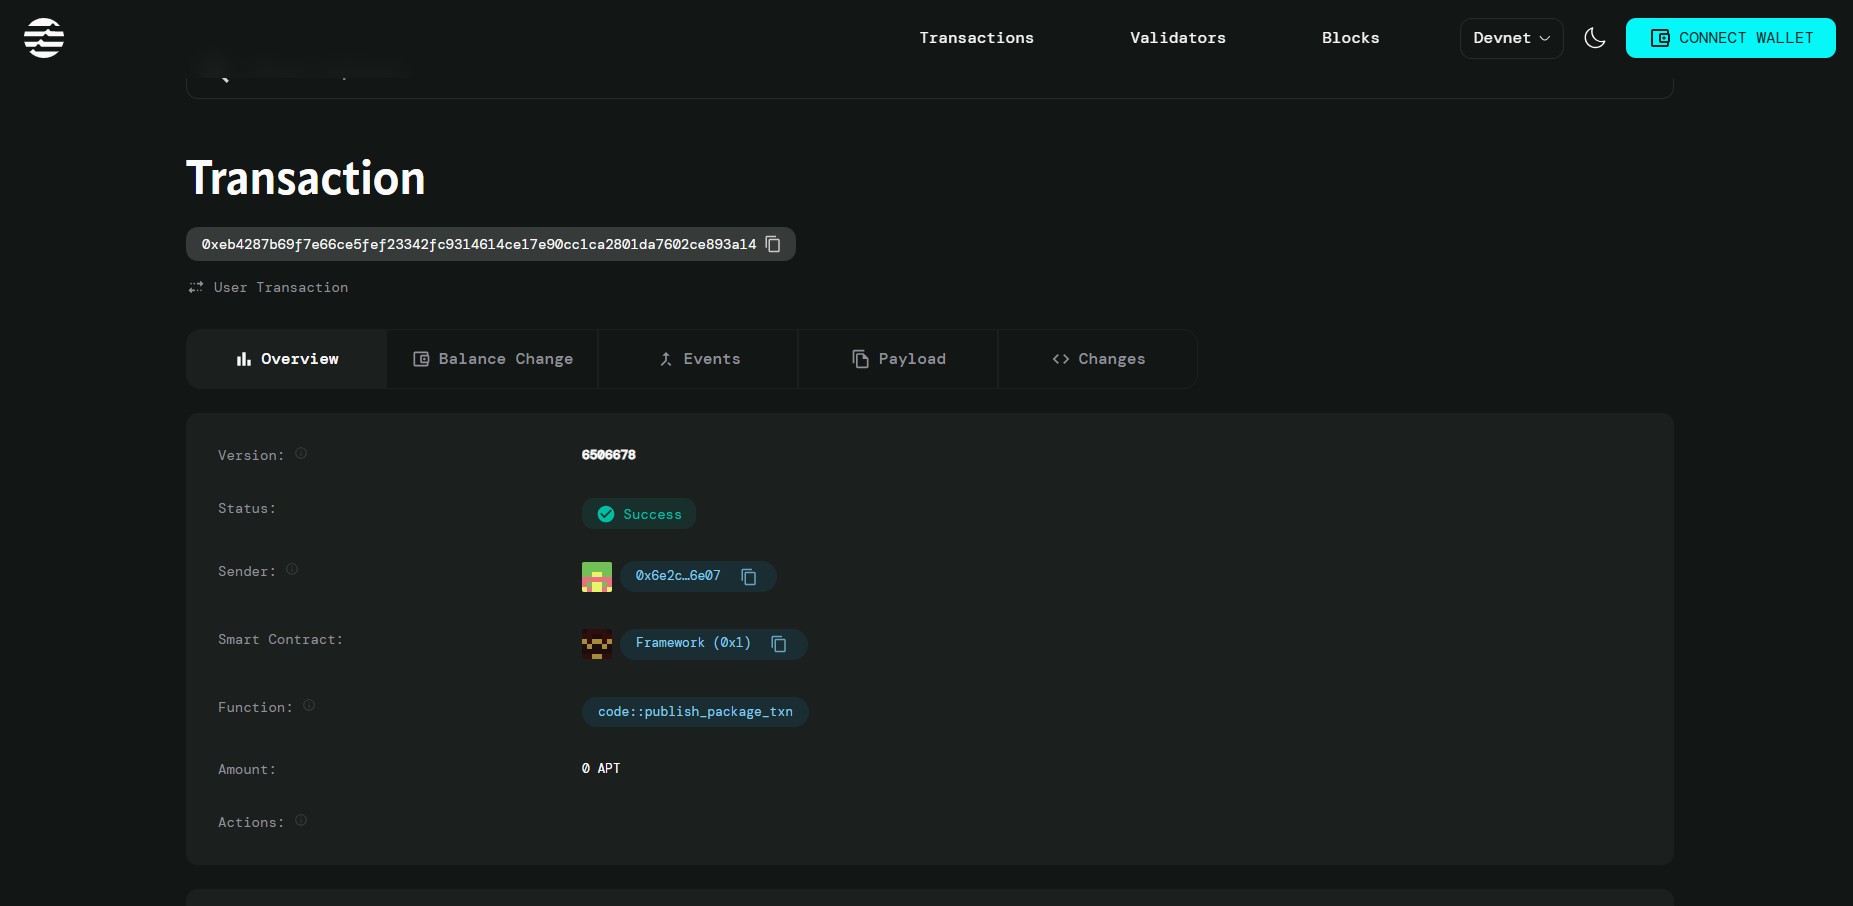 Transactions Validators Blocks Devnet CONNECT WALLET
Transaction
0xeb4287b69f7e66ce5fef23342fc9314614ce17e90cc1ca2801da7602ce893a14
User Transaction
Overview Balance Change Events Payload Changes
Version: 6506678
Status: Success
Sender: 0x6e2c…6e07
Smart Contract: Framework (0x1)
Function: code::publish_package_txn
Amount: 0 APT
Actions: